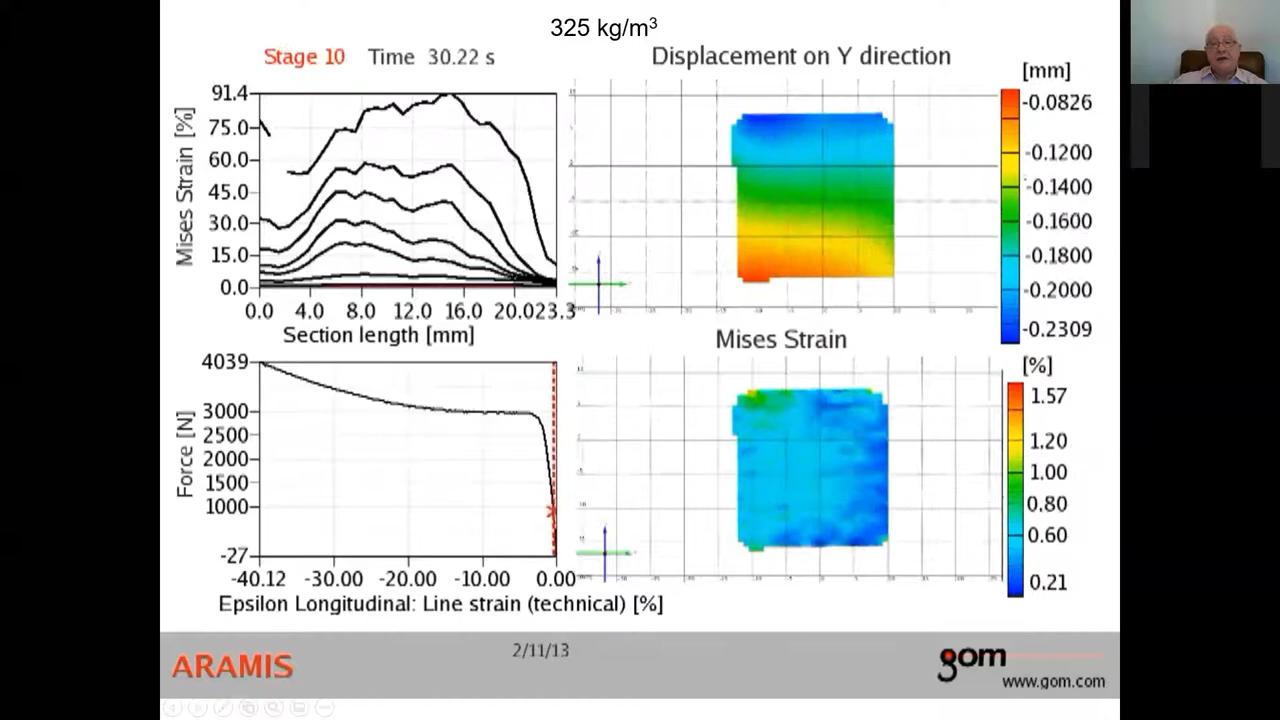 325 kg/m³
Stage 10 Time 30.22 s
Displacement on Y direction
[mm]
Mises Strain [%]
91.4
75.0
60.0
45.0
30.0
15.0
0.0
0.0 4.0 8.0 12.0 16.0 20.023.3
Section length [mm]
-0.0826
-0.1200
-0.1400
-0.1600
-0.1800
-0.2000
-0.2309
Mises Strain
[%]
Force [N]
4039
3000
2500
2000
1500
1000
-27
-40.12 -30.00 -20.00 -10.00 0.00
Epsilon Longitudinal: Line strain (technical) [%]
1.57
1.20
1.00
0.80
0.60
0.21
2/11/13
ARAMIS
gom
www.gom.com